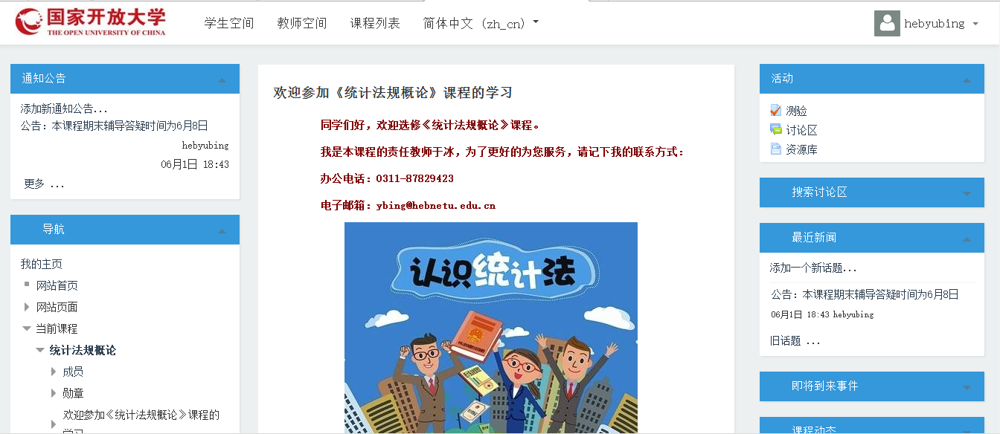 国家开放大学
THE OPEN UNIVERSITY OF CHINA
学生空间 教师空间 课程列表 简体中文 (zh_cn)
hebyubing
通知公告
添加新通知公告...
公告：本课程期末辅导答疑时间为6月8日
hebyubing
06月1日 18:43
更多 ...
导航
我的主页
网站首页
网站页面
当前课程
统计法规概论
成员
勋章
欢迎参加《统计法规概论》课程的
学习
欢迎参加《统计法规概论》课程的学习
同学们好，欢迎选修《统计法规概论》课程。
我是本课程的责任教师于冰，为了更好的为您服务，请记下我的联系方式：
办公电话：0311-87829423
电子邮箱：ybing@hebnetu.edu.cn
认识统计法
活动
测验
讨论区
资源库
搜索讨论区
最近新闻
添加一个新话题...
公告：本课程期末辅导答疑时间为6月8日
06月1日 18:43 hebyubing
旧话题 ...
即将到来事件
课程动态